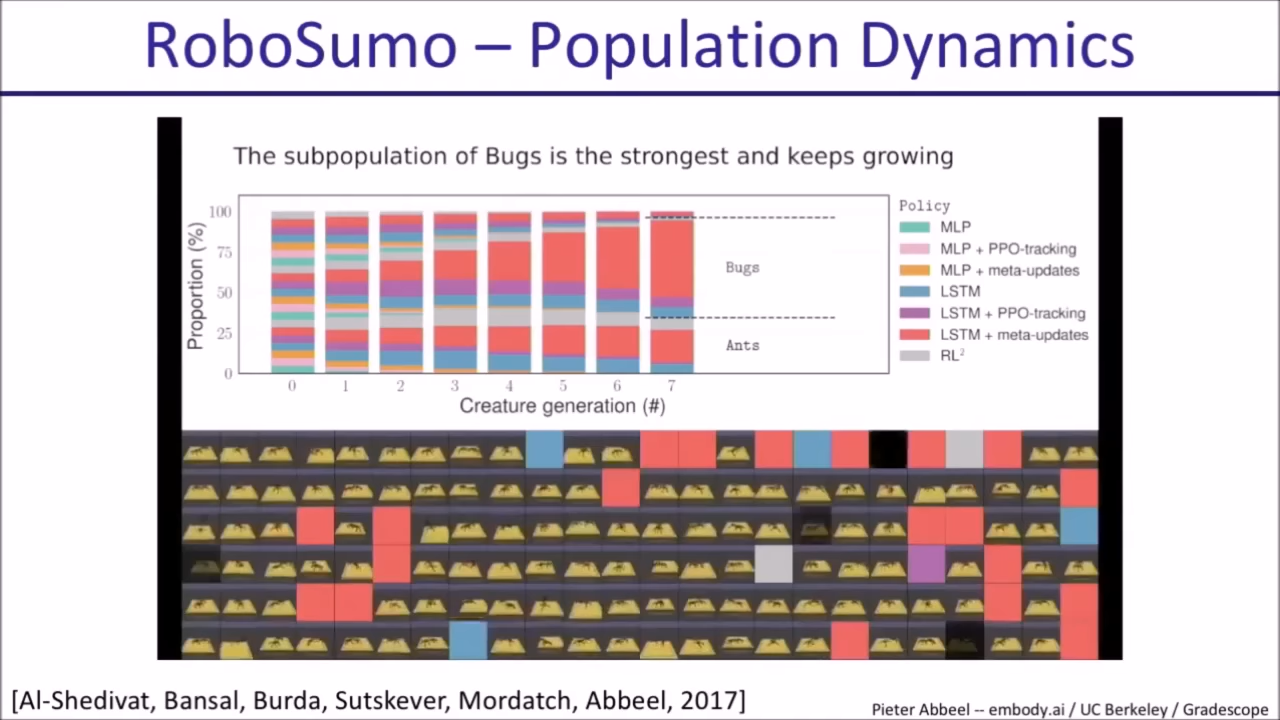 RoboSumo – Population Dynamics
The subpopulation of Bugs is the strongest and keeps growing
Proportion (%)
100
75
50
25
0
0 1 2 3 4 5 6 7
Creature generation (#)
Bugs
Ants
Policy
MLP
MLP + PPO-tracking
MLP + meta-updates
LSTM
LSTM + PPO-tracking
LSTM + meta-updates
RL²
[Al-Shedivat, Bansal, Burda, Sutskever, Mordatch, Abbeel, 2017]
Pieter Abbeel -- embody.ai / UC Berkeley / Gradescope